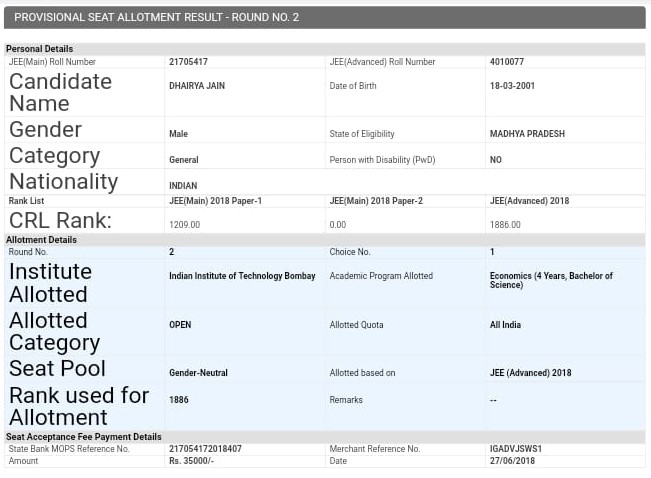 PROVISIONAL SEAT ALLOTMENT RESULT - ROUND NO. 2
Personal Details
JEE(Main) Roll Number 21705417 JEE(Advanced) Roll Number 4010077
Candidate
Name DHAIRYA JAIN Date of Birth 18-03-2001
Gender Male State of Eligibility MADHYA PRADESH
Category General Person with Disability (PwD) NO
Nationality INDIAN
Rank List JEE(Main) 2018 Paper-1 JEE(Main) 2018 Paper-2 JEE(Advanced) 2018
CRL Rank: 1209.00 0.00 1886.00
Allotment Details
Round No. 2 Choice No. 1
Institute
Allotted Indian Institute of Technology Bombay Academic Program Allotted Economics (4 Years, Bachelor of
Science)
Allotted
Category OPEN Allotted Quota All India
Seat Pool Gender-Neutral Allotted based on JEE (Advanced) 2018
Rank used for
Allotment 1886 Remarks --
Seat Acceptance Fee Payment Details
State Bank MOPS Reference No. 217054172018407 Merchant Reference No. IGADVJSWS1
Amount Rs. 35000/- Date 27/06/2018